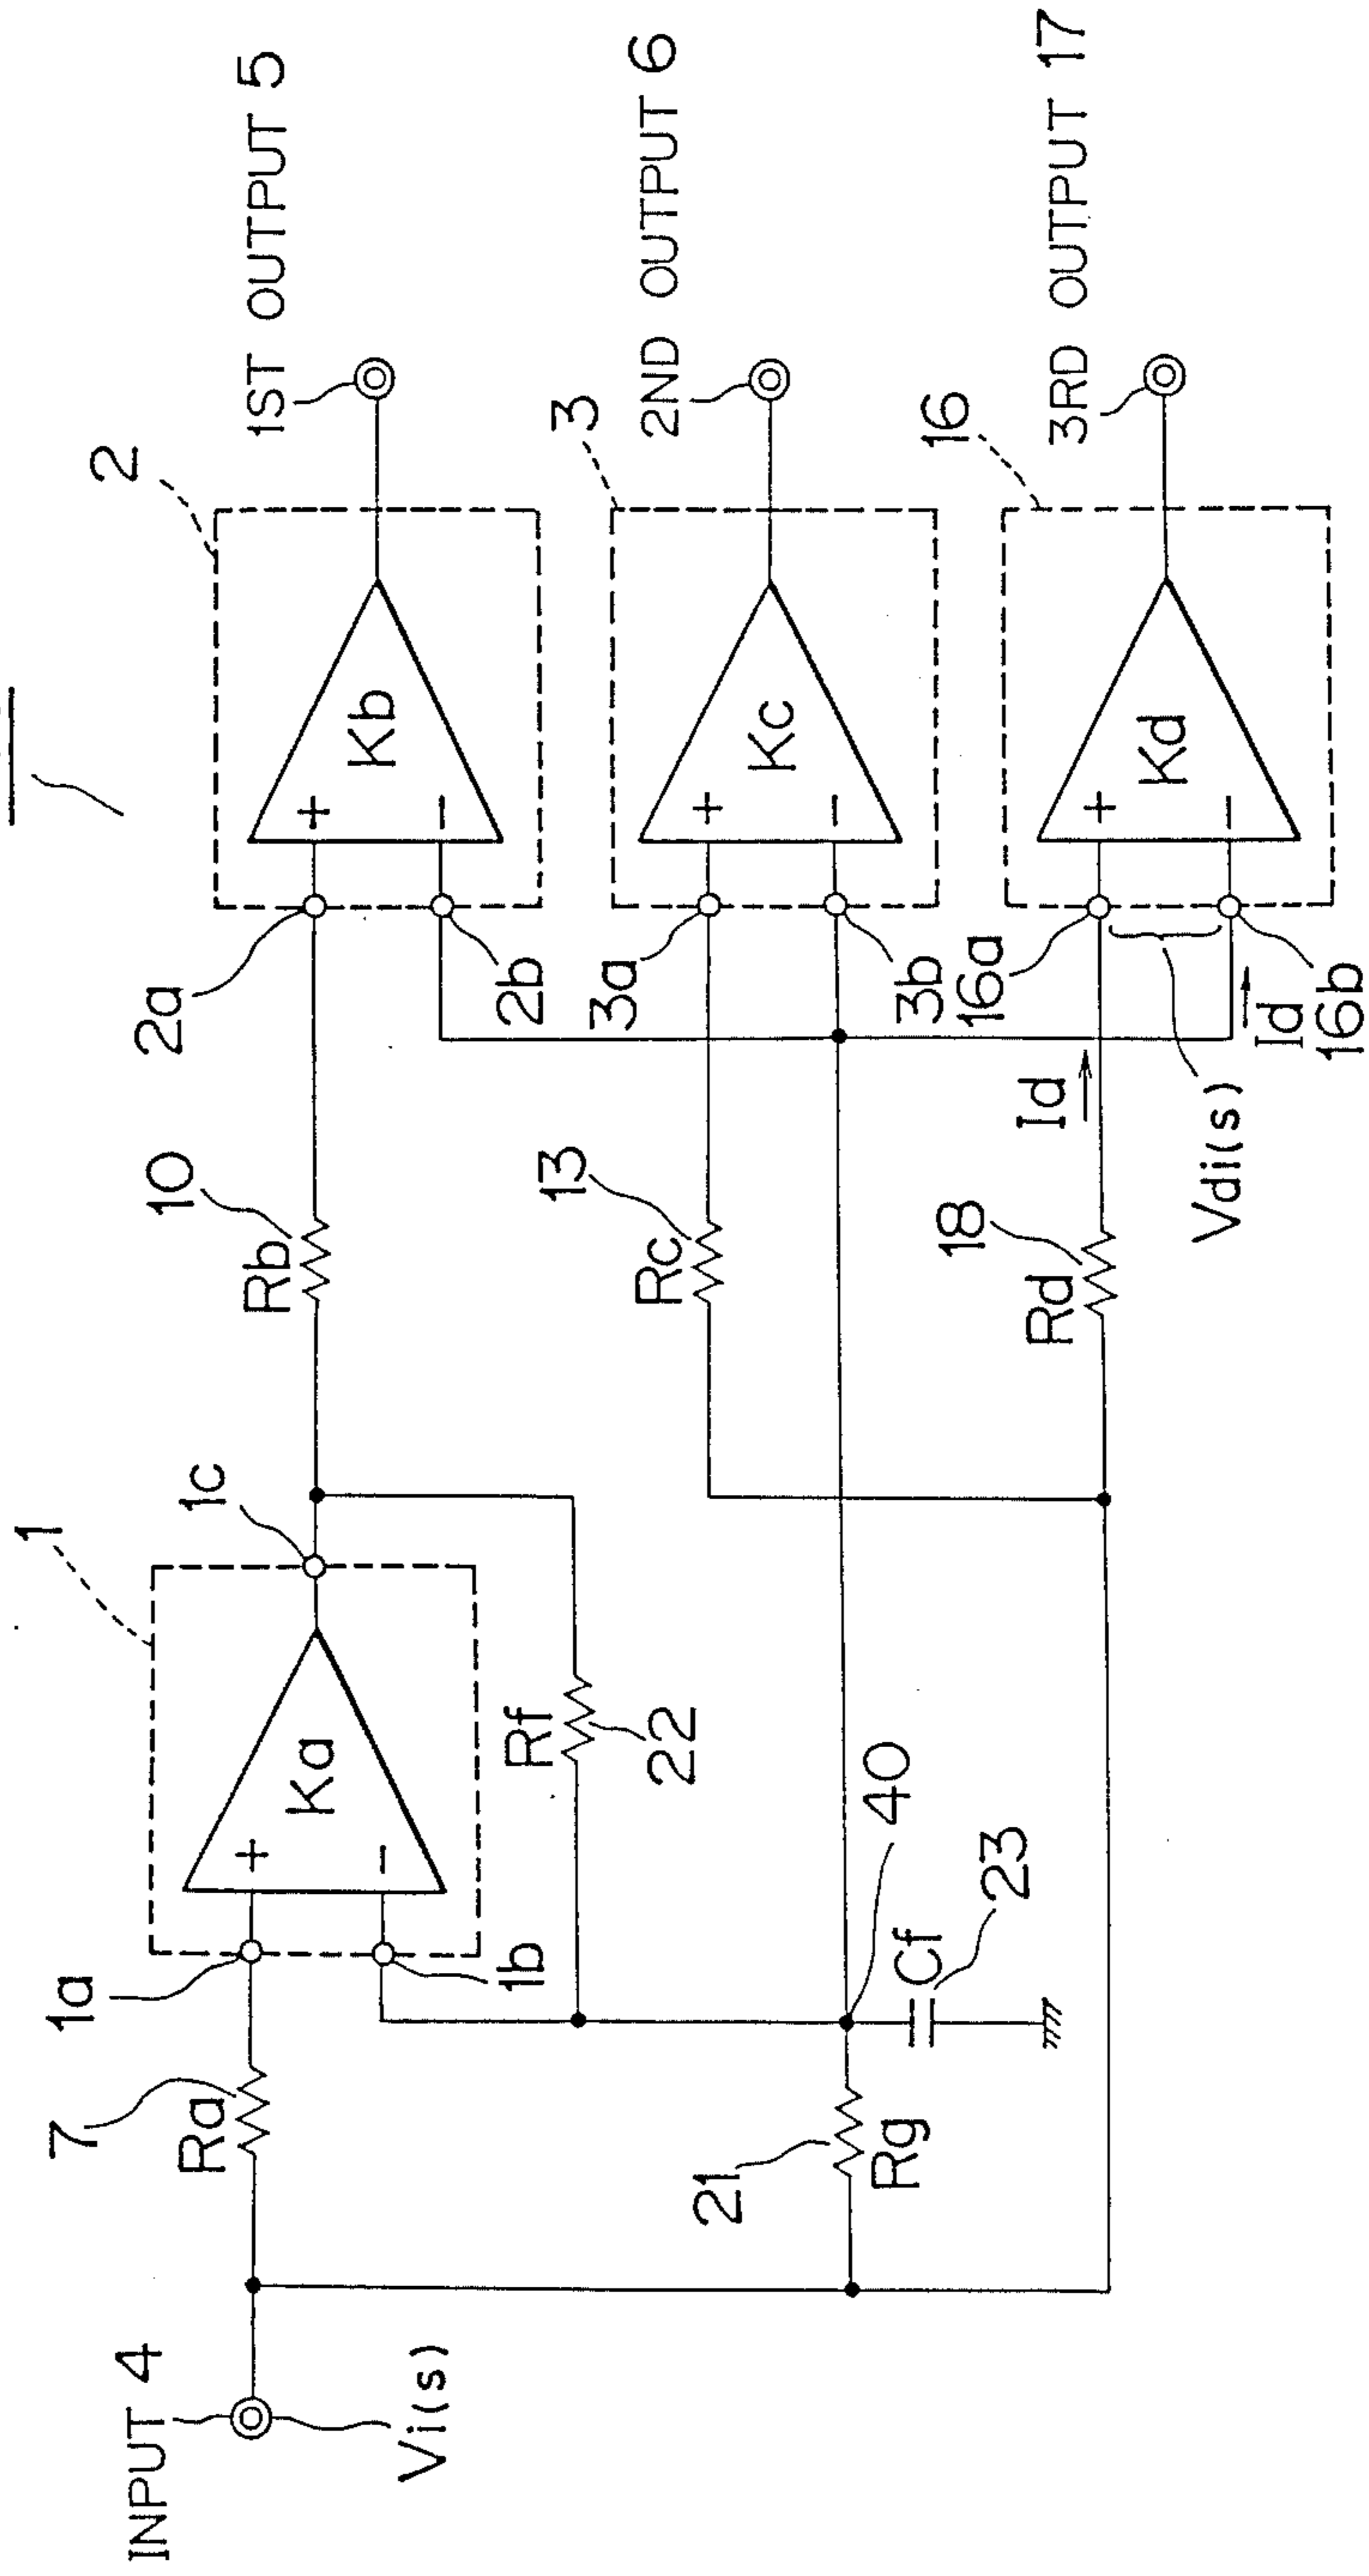 INPUT 4
Vi(s)
7
Ra
1a
1b
1
Ka
+
-
1c
Rf
22
21
Rg
40
Cf
23
10
Rb
13
Rc
18
Rd
Id
Vdi(s)
2a
2b
2
Kb
+
-
1ST OUTPUT 5
3a
3b
3
Kc
+
-
2ND OUTPUT 6
16a
16b
Id
16
Kd
+
-
3RD OUTPUT 17